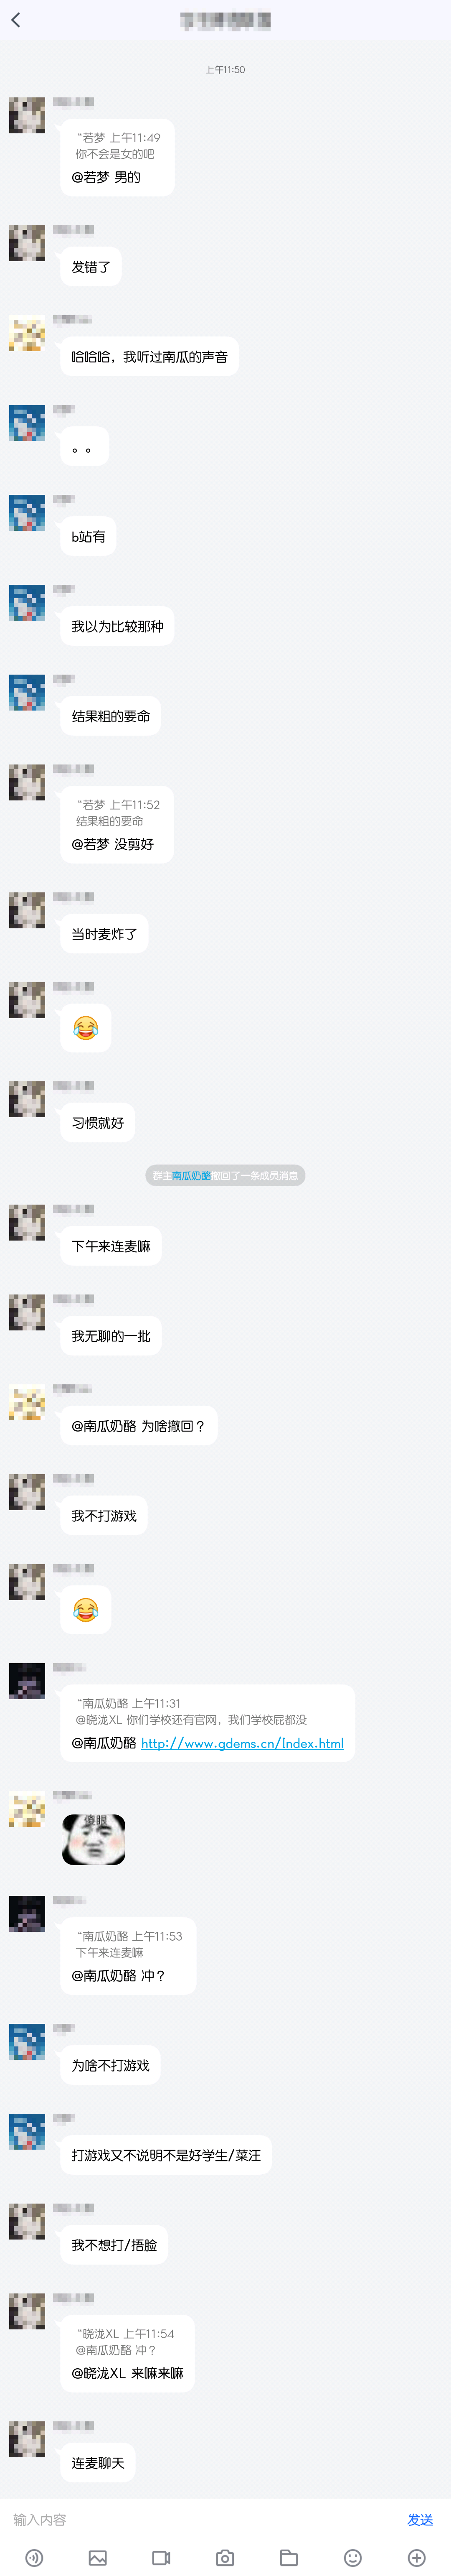 上午11:50
“若梦 上午11:49
你不会是女的吧
@若梦 男的
发错了
哈哈哈，我听过南瓜的声音
。。
b站有
我以为比较那种
结果粗的要命
“若梦 上午11:52
结果粗的要命
@若梦 没剪好
当时麦炸了
习惯就好
群主南瓜奶酪撤回了一条成员消息
下午来连麦嘛
我无聊的一批
@南瓜奶酪 为啥撤回？
我不打游戏
“南瓜奶酪 上午11:31
@晓泷XL 你们学校还有官网，我们学校屁都没
@南瓜奶酪 http://www.gdems.cn/Index.html
傻眼
“南瓜奶酪 上午11:53
下午来连麦嘛
@南瓜奶酪 冲？
为啥不打游戏
打游戏又不说明不是好学生/菜汪
我不想打/捂脸
“晓泷XL 上午11:54
@南瓜奶酪 冲？
@晓泷XL 来嘛来嘛
连麦聊天
输入内容
发送